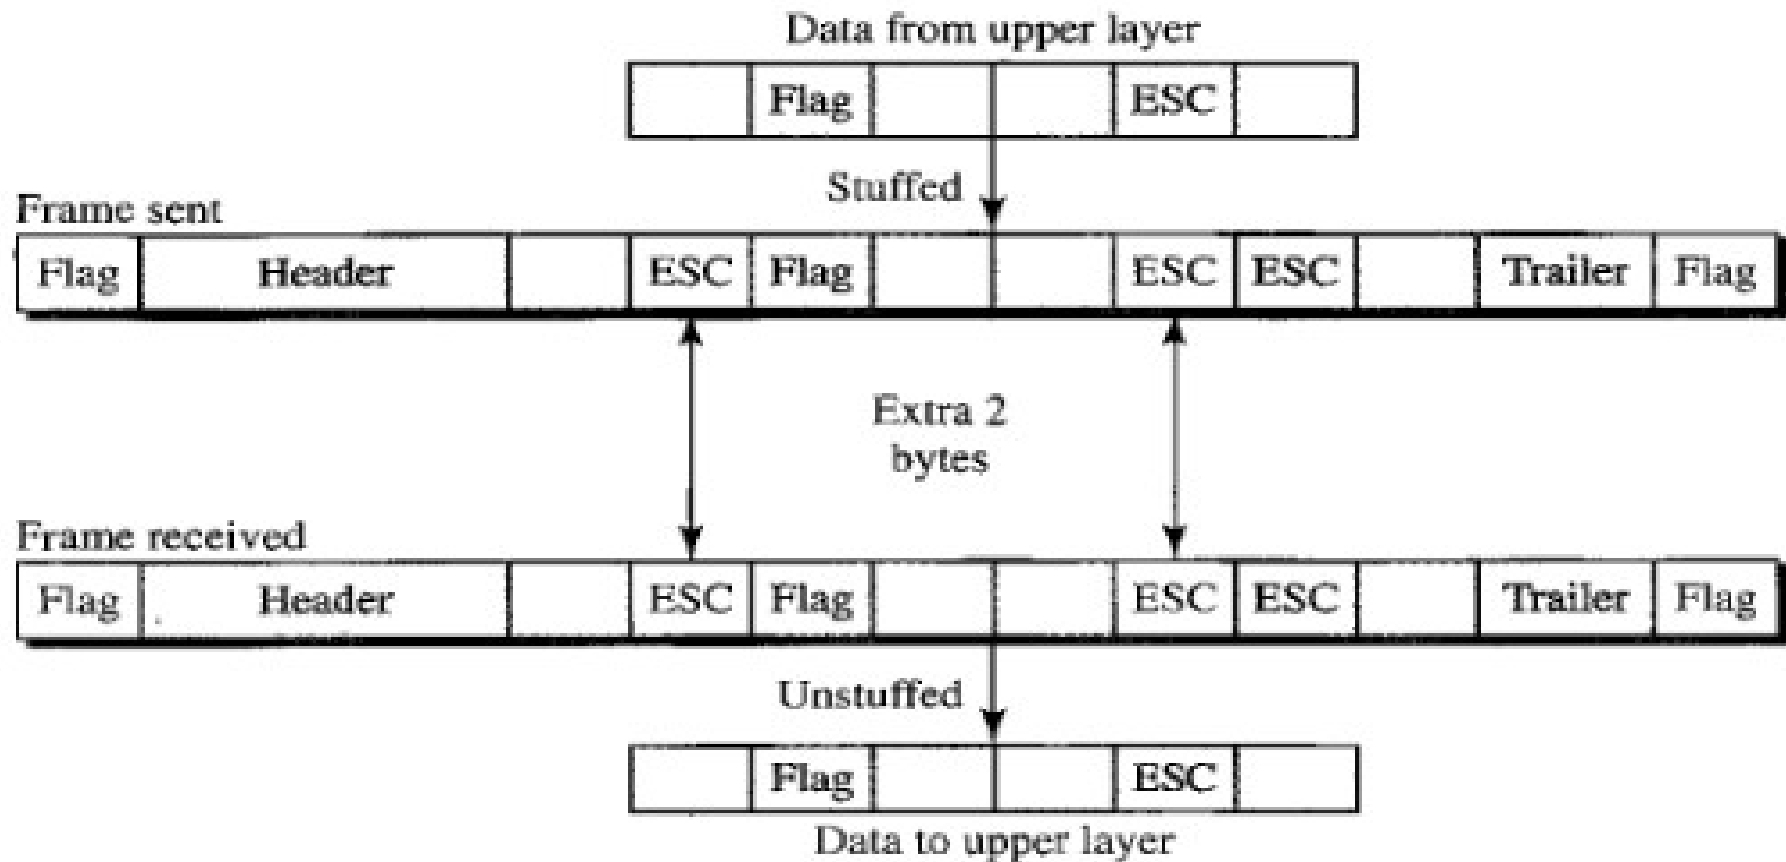 Data from upper layer
Flag ESC
Stuffed
Frame sent
Flag Header ESC Flag ESC ESC Trailer Flag
Extra 2
bytes
Frame received
Flag Header ESC Flag ESC ESC Trailer Flag
Unstuffed
Flag ESC
Data to upper layer